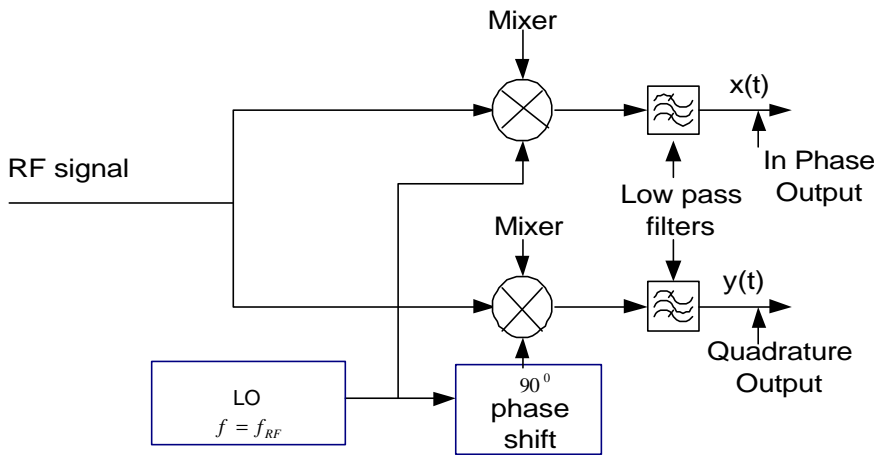 Mixer
x(t)
RF signal
In Phase
Output
Low pass
filters
Mixer
y(t)
Quadrature
Output
LO
f = f_RF
90⁰
phase
shift